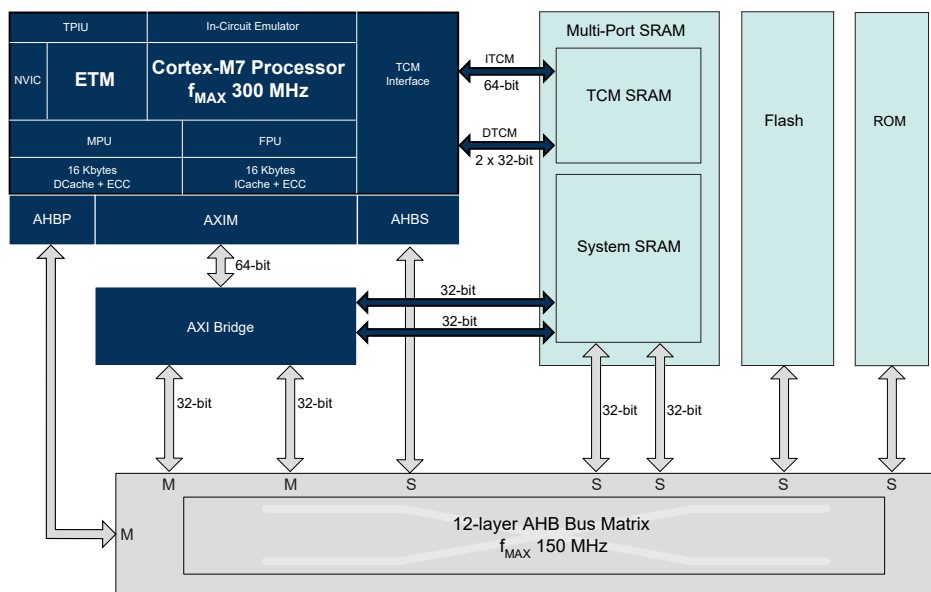 TPIU
In-Circuit Emulator
NVIC
ETM
Cortex-M7 Processor
fMAX 300 MHz
TCM
Interface
MPU
FPU
16 Kbytes
DCache + ECC
16 Kbytes
ICache + ECC
AHBP
AXIM
AHBS
ITCM
64-bit
DTCM
2 x 32-bit
Multi-Port SRAM
TCM SRAM
System SRAM
Flash
ROM
64-bit
AXI Bridge
32-bit
32-bit
32-bit
32-bit
32-bit
32-bit
M
M
S
S
S
S
S
M
12-layer AHB Bus Matrix
fMAX 150 MHz